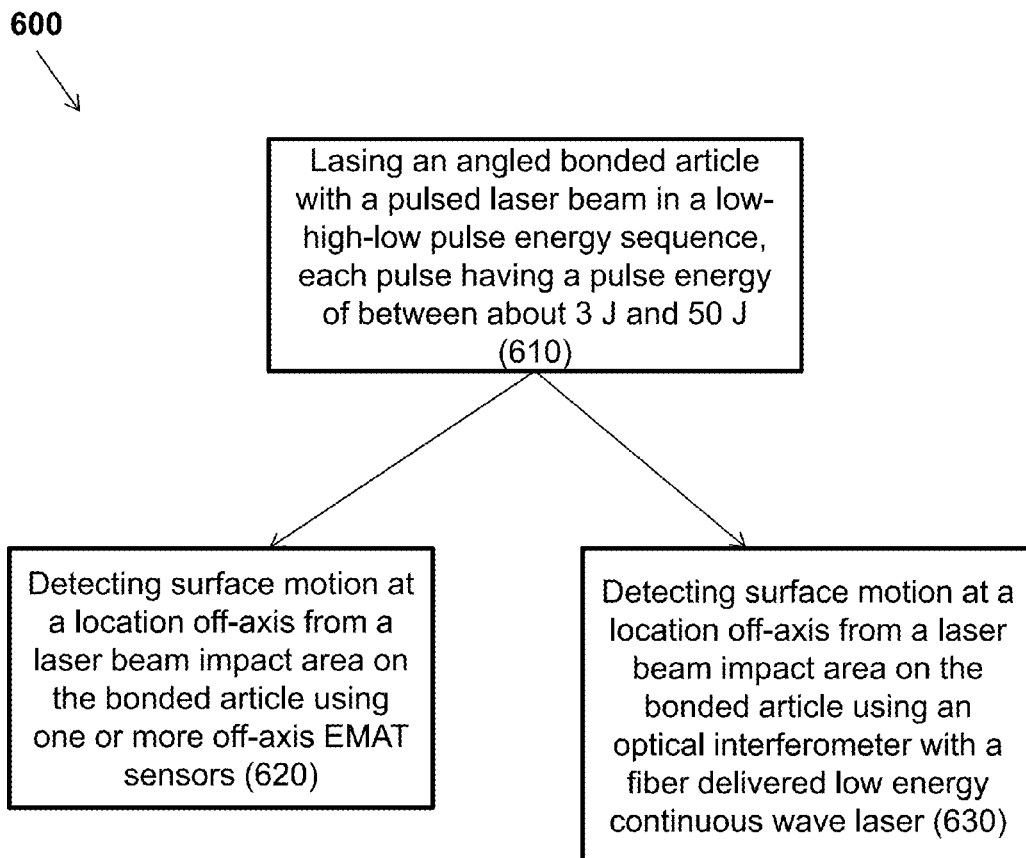 600
Lasing an angled bonded article
with a pulsed laser beam in a low-
high-low pulse energy sequence,
each pulse having a pulse energy
of between about 3 J and 50 J
(610)
Detecting surface motion at
a location off-axis from a
laser beam impact area on
the bonded article using
one or more off-axis EMAT
sensors (620)
Detecting surface motion at a
location off-axis from a laser
beam impact area on the
bonded article using an
optical interferometer with a
fiber delivered low energy
continuous wave laser (630)